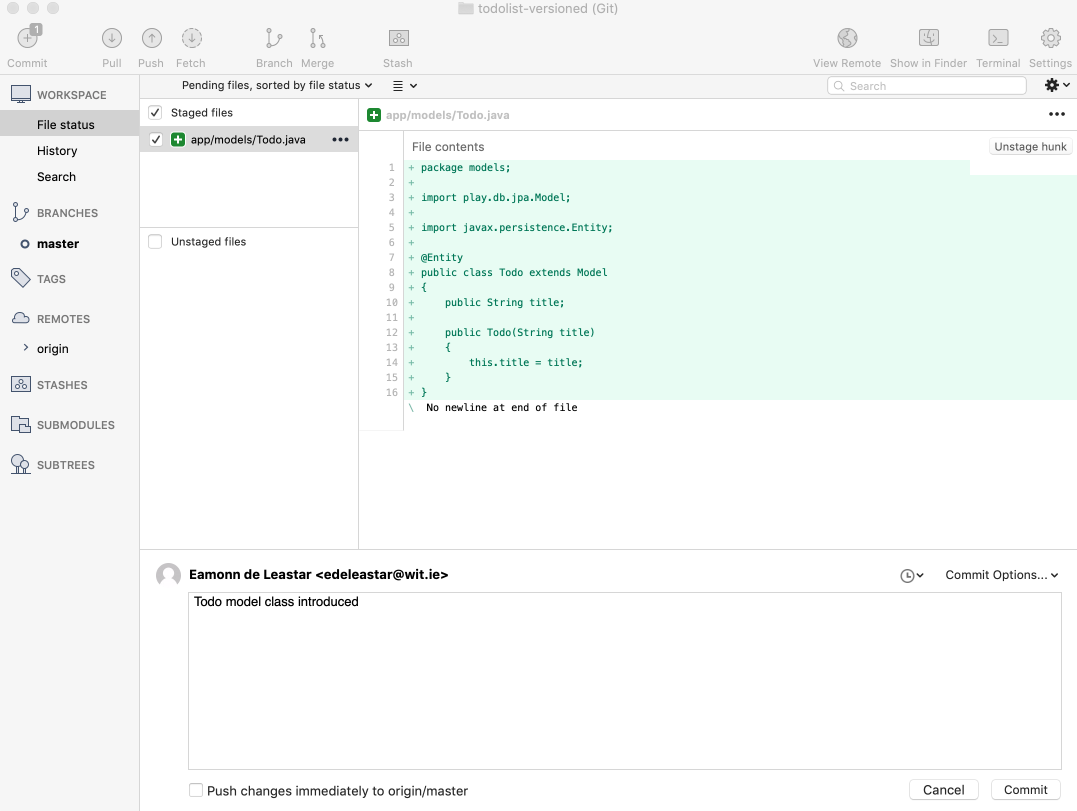 todolist-versioned (Git)
1
Commit
Pull
Push
Fetch
Branch
Merge
Stash
View Remote
Show in Finder
Terminal
Settings
Pending files, sorted by file status
Search
WORKSPACE
File status
History
Search
BRANCHES
master
TAGS
REMOTES
origin
STASHES
SUBMODULES
SUBTREES
Staged files
app/models/Todo.java
Unstaged files
app/models/Todo.java
File contents
Unstage hunk
1 + package models;
2 +
3 + import play.db.jpa.Model;
4 +
5 + import javax.persistence.Entity;
6 +
7 + @Entity
8 + public class Todo extends Model
9 + {
10 +     public String title;
11 +
12 +     public Todo(String title)
13 +     {
14 +         this.title = title;
15 +     }
16 + }
\ No newline at end of file
Eamonn de Leastar <edeleastar@wit.ie>
Commit Options...
Todo model class introduced
Push changes immediately to origin/master
Cancel
Commit